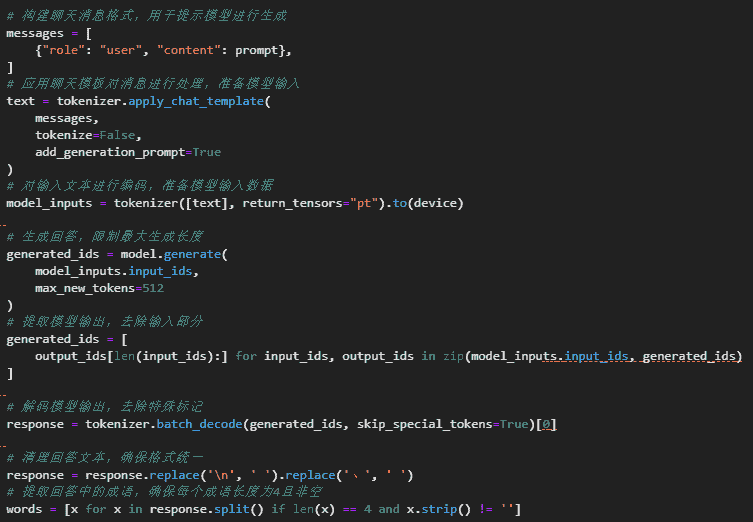 # 构建聊天消息格式，用于提示模型进行生成
messages = [
    {"role": "user", "content": prompt},
]
# 应用聊天模板对消息进行处理，准备模型输入
text = tokenizer.apply_chat_template(
    messages,
    tokenize=False,
    add_generation_prompt=True
)
# 对输入文本进行编码，准备模型输入数据
model_inputs = tokenizer([text], return_tensors="pt").to(device)
# 生成回答，限制最大生成长度
generated_ids = model.generate(
    model_inputs.input_ids,
    max_new_tokens=512
)
# 提取模型输出，去除输入部分
generated_ids = [
    output_ids[len(input_ids):] for input_ids, output_ids in zip(model_inputs.input_ids, generated_ids)
]
# 解码模型输出，去除特殊标记
response = tokenizer.batch_decode(generated_ids, skip_special_tokens=True)[0]
# 清理回答文本，确保格式统一
response = response.replace('\n', ' ').replace('、', ' ')
# 提取回答中的成语，确保每个成语长度为4且非空
words = [x for x in response.split() if len(x) == 4 and x.strip() != '']